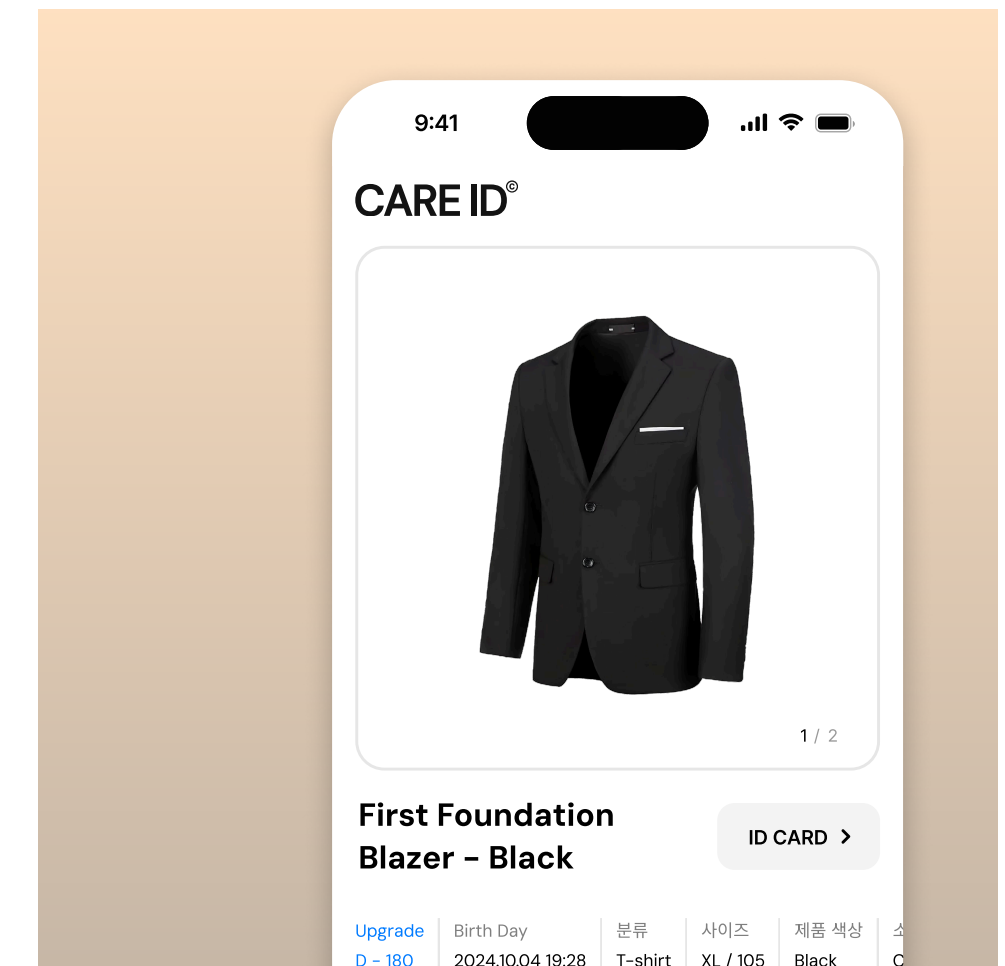 9:41
CARE ID©
1 / 2
First Foundation
Blazer - Black
ID CARD
Upgrade Birth Day 분류 사이즈 제품 색상
D - 180 2024.10.04 19:28 T-shirt XL / 105 Black